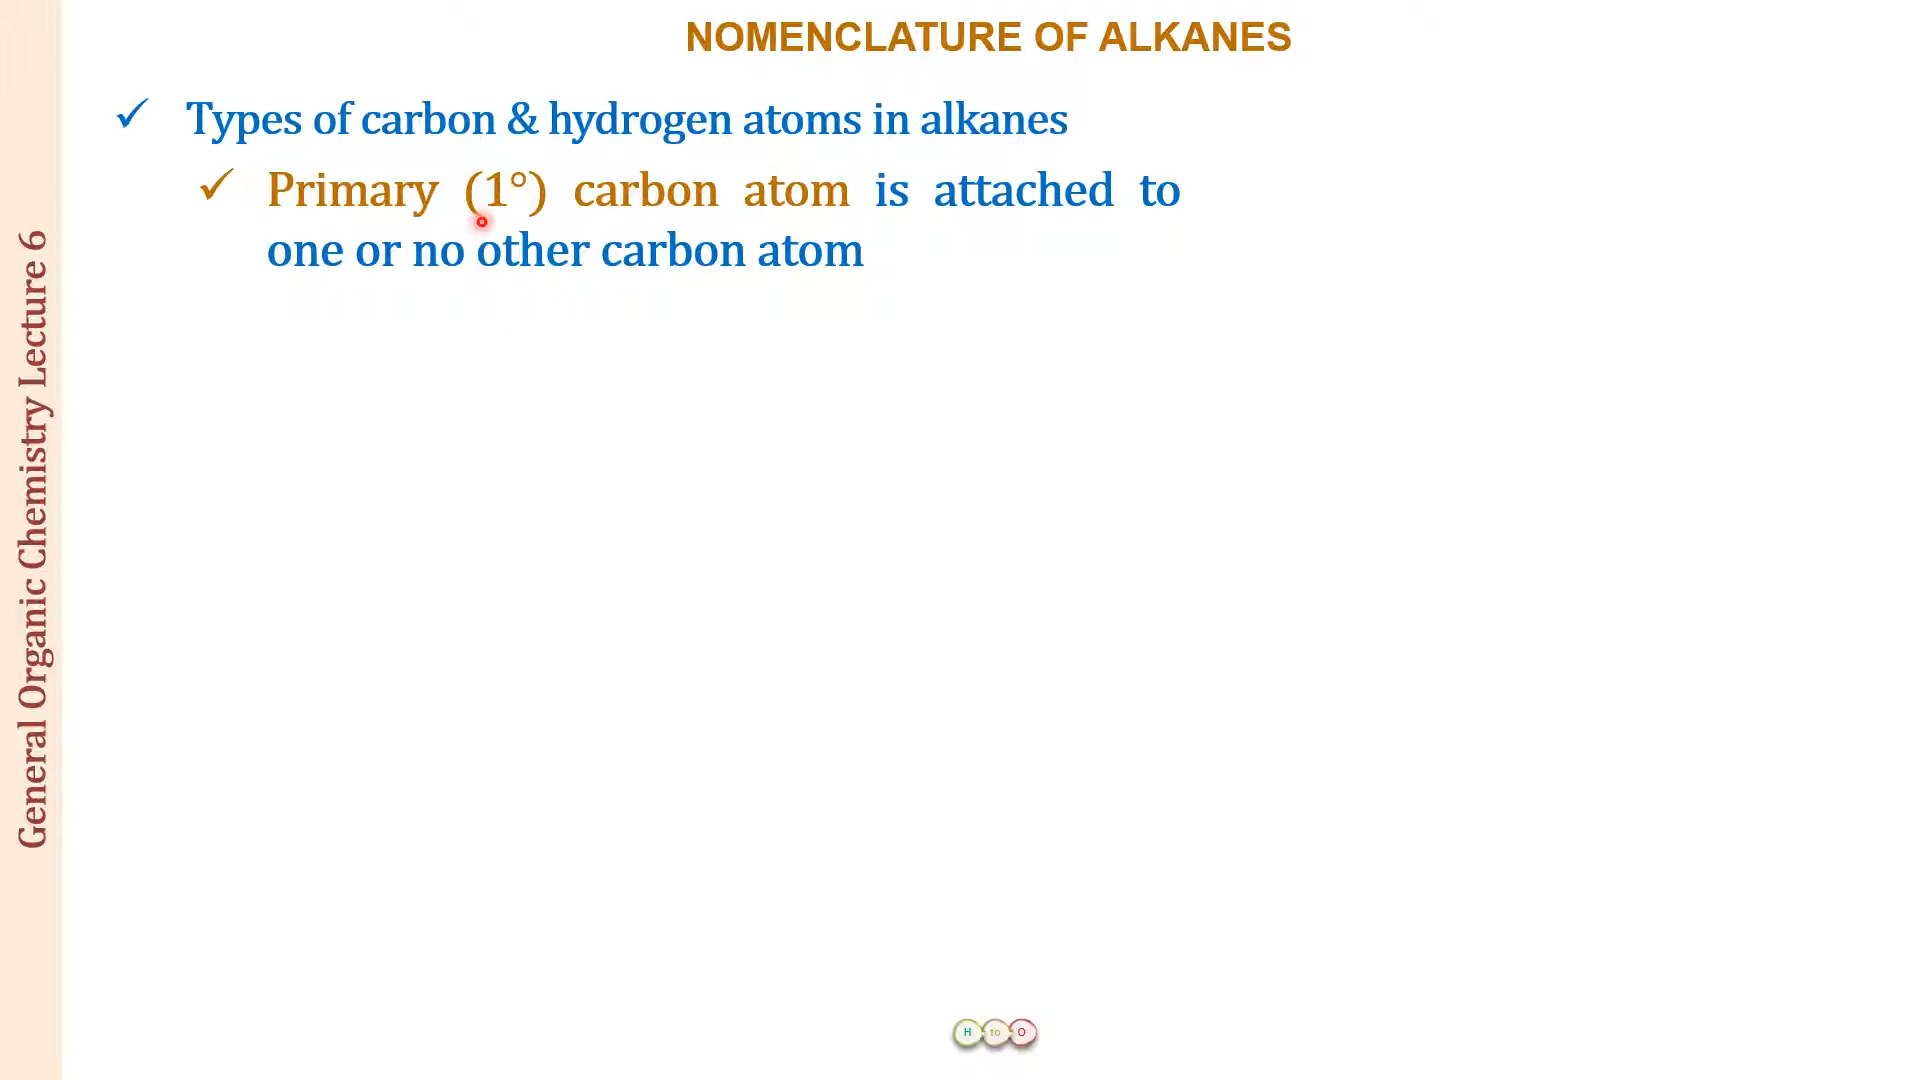 NOMENCLATURE OF ALKANES
✓ Types of carbon & hydrogen atoms in alkanes
✓ Primary (1°) carbon atom is attached to
one or no other carbon atom
General Organic Chemistry Lecture 6
H to O